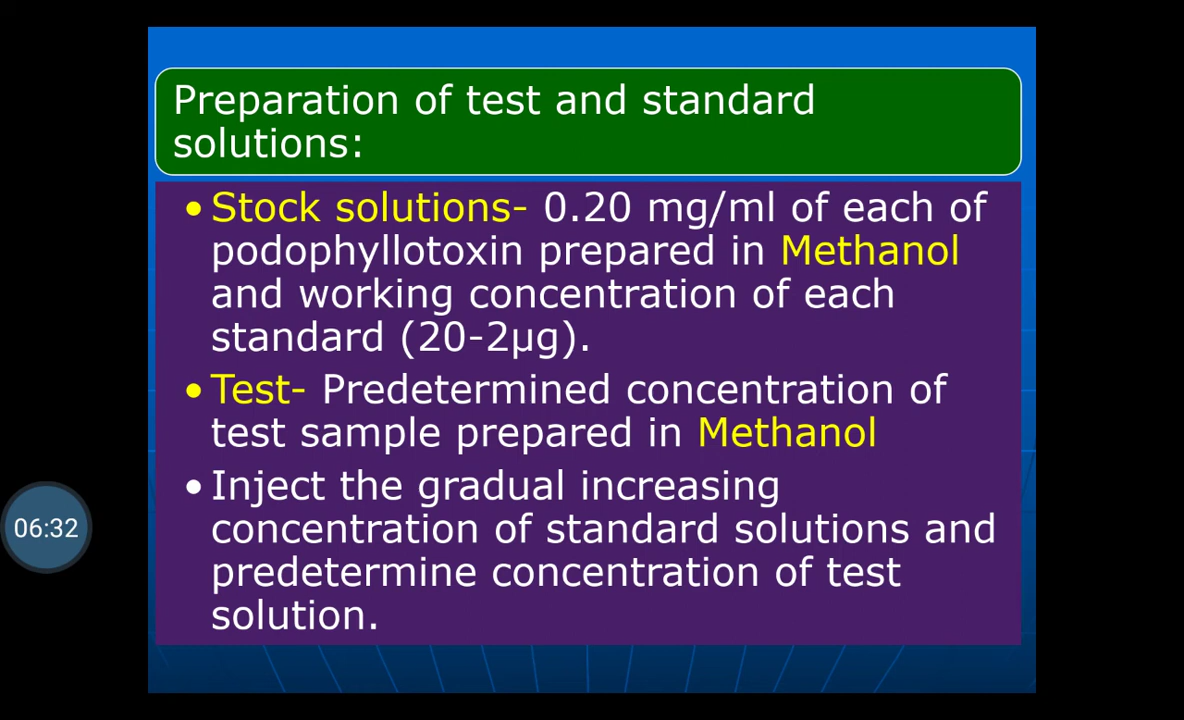 Preparation of test and standard
solutions:
• Stock solutions- 0.20 mg/ml of each of
podophyllotoxin prepared in Methanol
and working concentration of each
standard (20-2µg).
• Test- Predetermined concentration of
test sample prepared in Methanol
• Inject the gradual increasing
concentration of standard solutions and
predetermine concentration of test
solution.
06:32